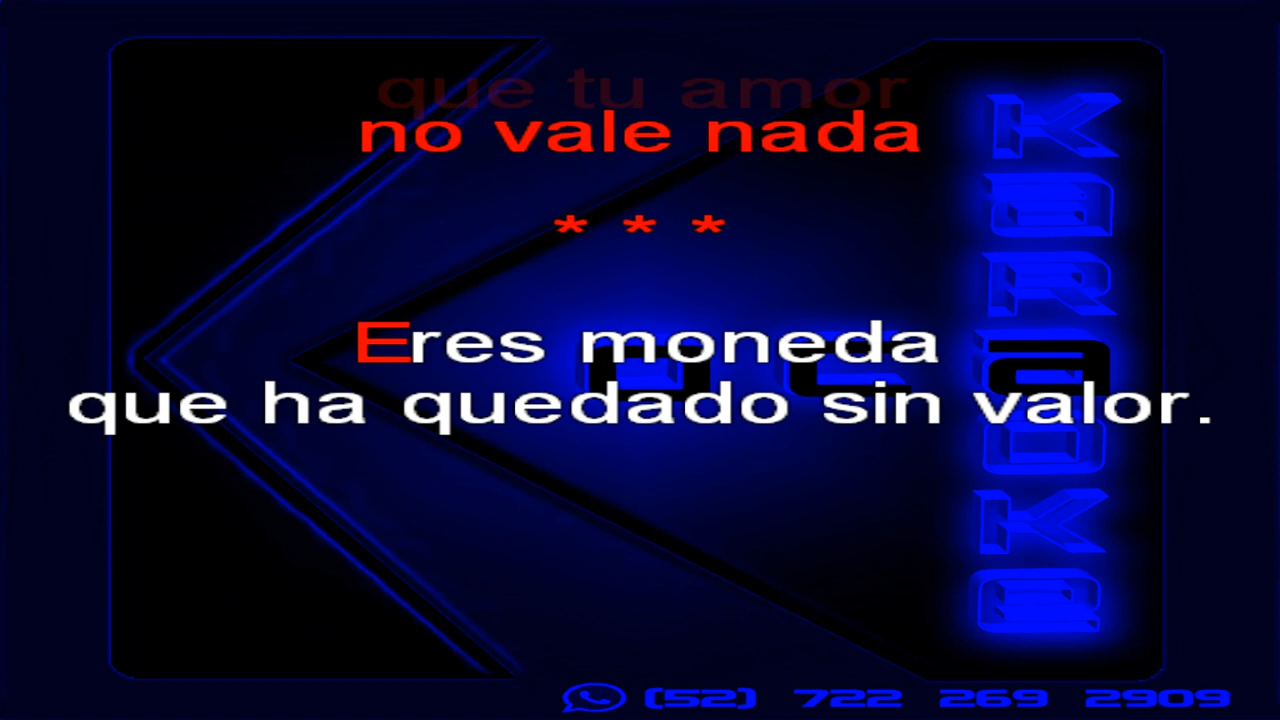 que tu amor
no vale nada
* * *
Eres moneda
que ha quedado sin valor.
KARAOKE
(52) 722 269 2909